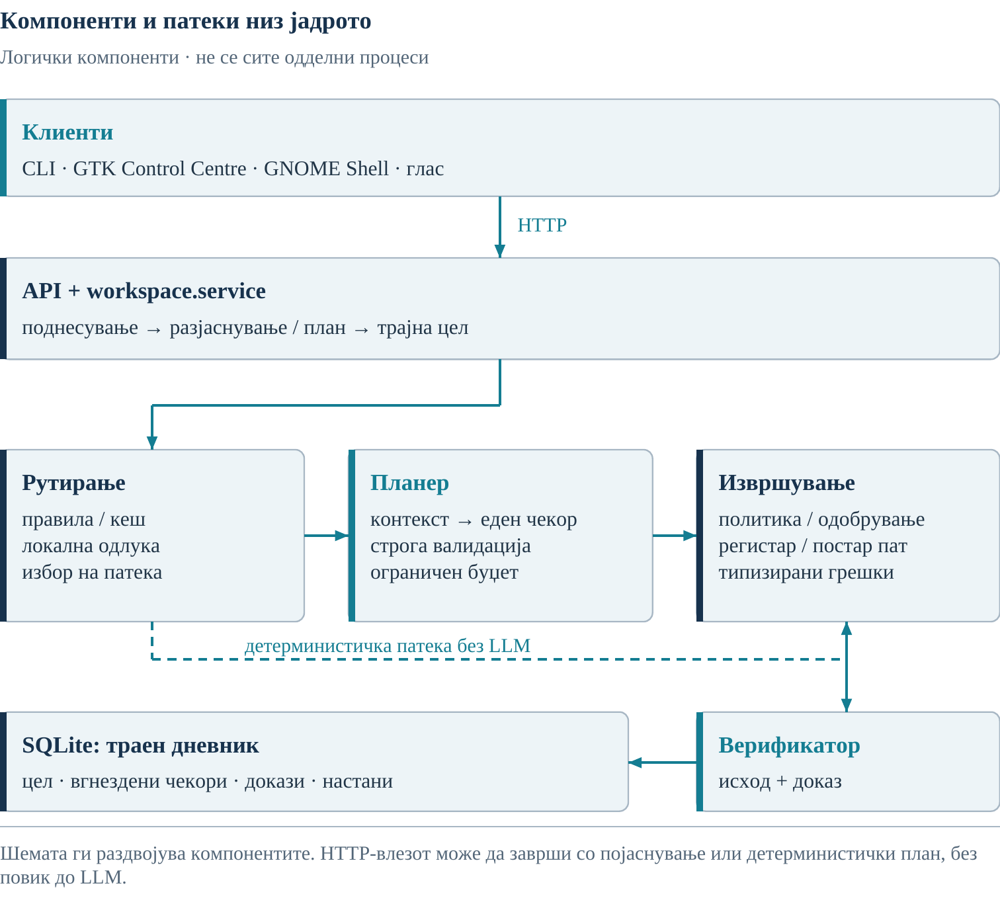 Компоненти и патеки низ јадрото
Логички компоненти · не се сите одделни процеси
Клиенти
CLI · GTK Control Centre · GNOME Shell · глас
HTTP
API + workspace.service
поднесување → разјаснување / план → трајна цел
Рутирање
правила / кеш
локална одлука
избор на патека
Планер
контекст → еден чекор
строга валидација
ограничен буџет
Извршување
политика / одобрување
регистар / постар пат
типизирани грешки
детерминистичка патека без LLM
SQLite: траен дневник
цел · вгнездени чекори · докази · настани
Верификатор
исход + доказ
Шемата ги раздвојува компонентите. HTTP-влезот може да заврши со појаснување или детерминистички план, без
повик до LLM.